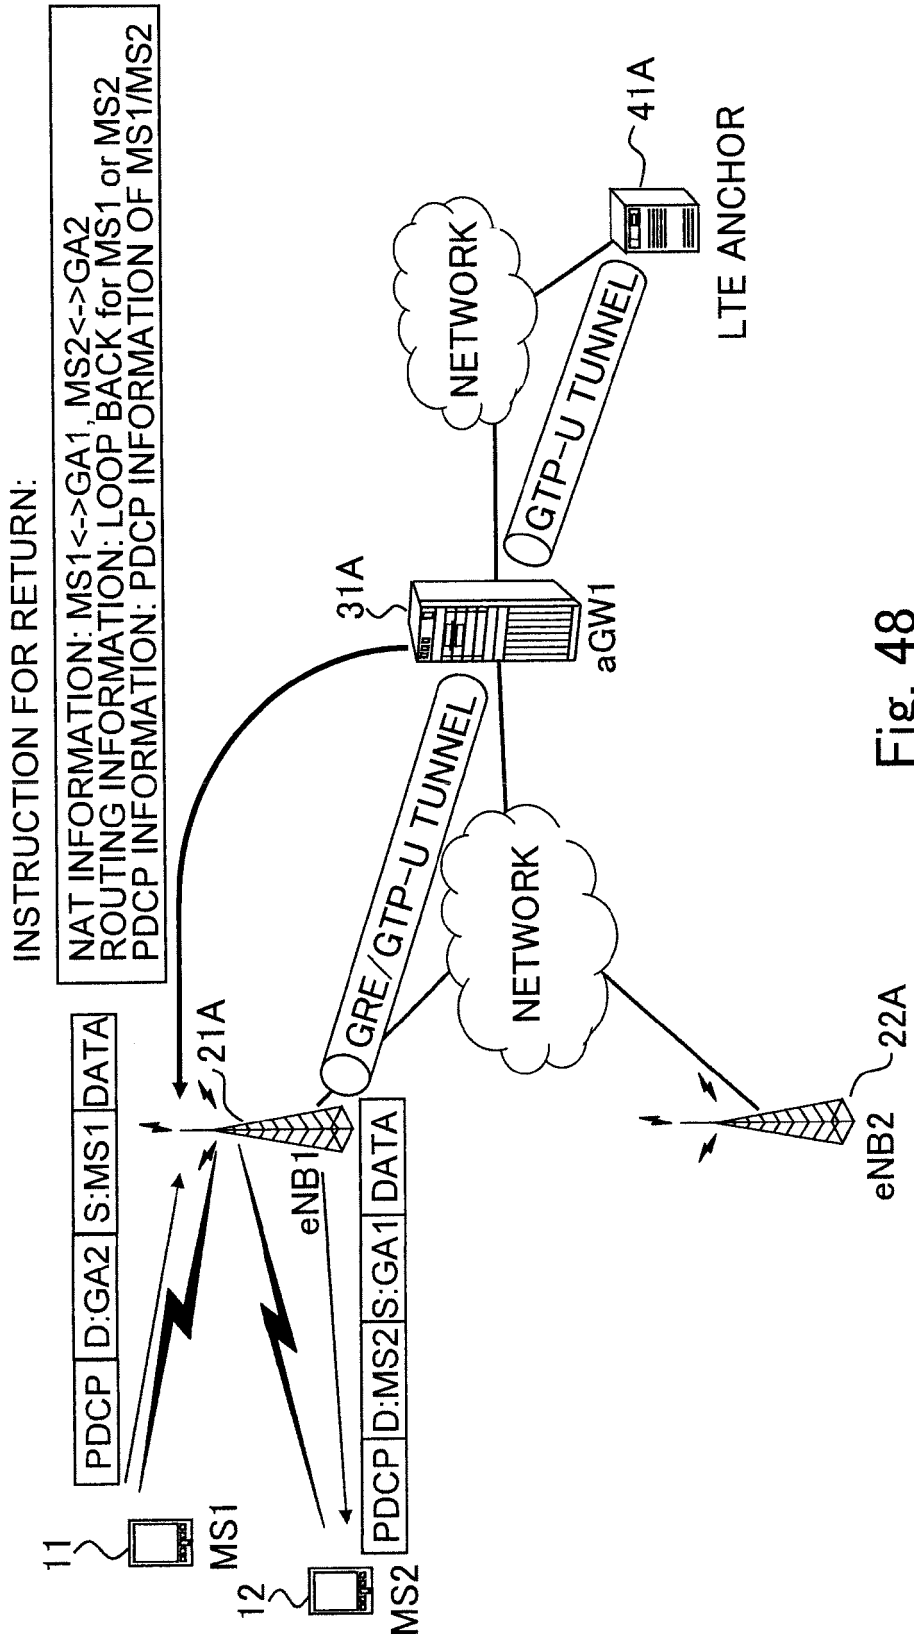 INSTRUCTION FOR RETURN:
NAT INFORMATION: MS1<->GA1, MS2<->GA2
ROUTING INFORMATION: LOOP BACK for MS1 or MS2
PDCP INFORMATION: PDCP INFORMATION OF MS1/MS2
PDCP D:GA2 S:MS1 DATA
11
MS1
21A
eNB1
12
MS2
PDCP D:MS2 S:GA1 DATA
GRE/GTP-U TUNNEL
31A
aGW1
NETWORK
GTP-U TUNNEL
NETWORK
41A
LTE ANCHOR
22A
eNB2
Fig. 48